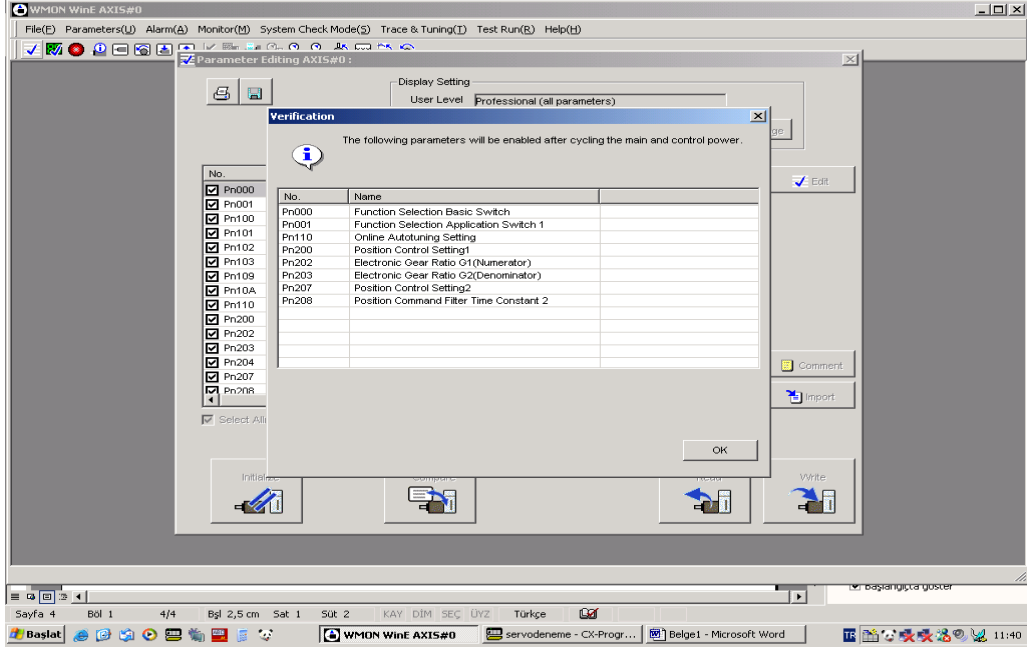 WMON WinE AXIS#0
File(F) Parameters(U) Alarm(A) Monitor(M) System Check Mode(S) Trace & Tuning(T) Test Run(R) Help(H)
Parameter Editing AXIS#0 :
Display Setting
User Level Professional (all parameters)
Verification
The following parameters will be enabled after cycling the main and control power.
No. Name
Pn000 Function Selection Basic Switch
Pn001 Function Selection Application Switch 1
Pn110 Online Autotuning Setting
Pn200 Position Control Setting1
Pn202 Electronic Gear Ratio G1(Numerator)
Pn203 Electronic Gear Ratio G2(Denominator)
Pn207 Position Control Setting2
Pn208 Position Command Filter Time Constant 2
OK
No.
Pn000
Pn001
Pn100
Pn101
Pn102
Pn103
Pn109
Pn10A
Pn110
Pn200
Pn202
Pn203
Pn204
Pn207
Pn208
Edit
Comment
Import
Select All
Initialize
Compare
Read
Write
Başlangıçta göster
Sayfa 4 Böl 1 4/4 Bşl 2,5 cm Sat 1 Süt 2 KAY DİM SEÇ ÜYZ Türkçe
Başlat WMON WinE AXIS#0 servodeneme - CX-Progr... Belge1 - Microsoft Word TR 11:40